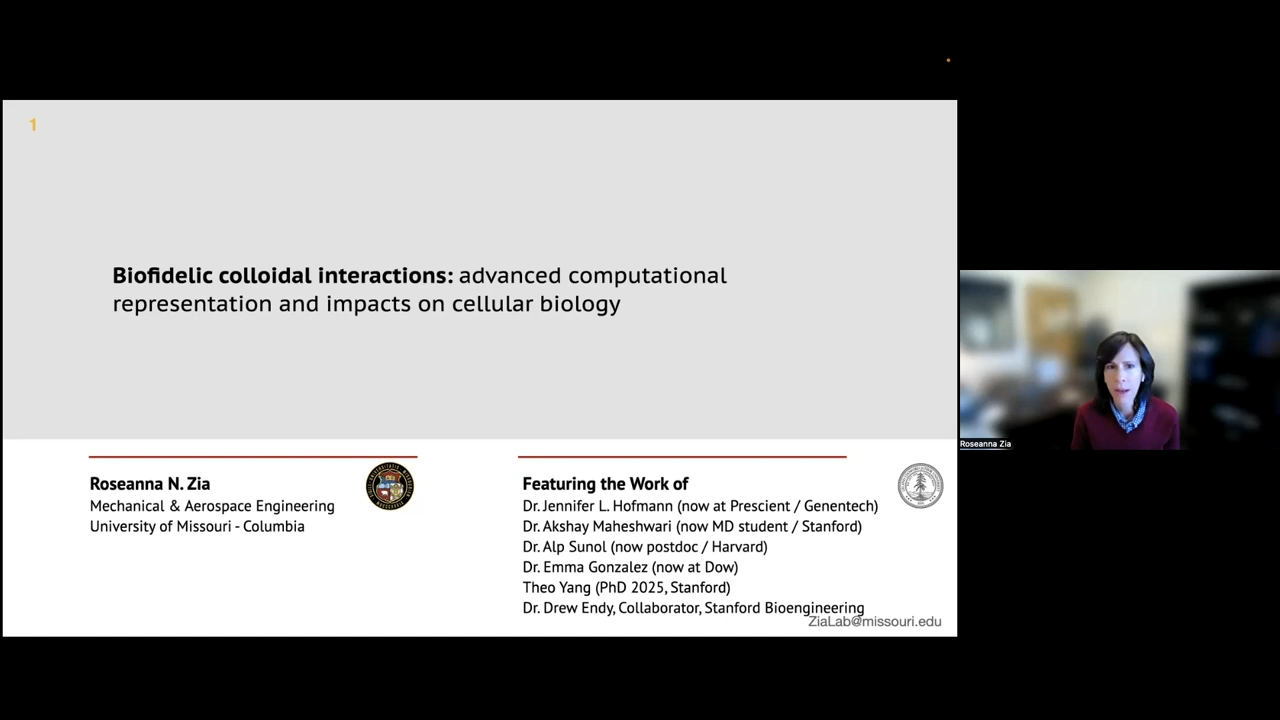 1
Biofidelic colloidal interactions: advanced computational
representation and impacts on cellular biology
Roseanna N. Zia
Mechanical & Aerospace Engineering
University of Missouri - Columbia
Featuring the Work of
Dr. Jennifer L. Hofmann (now at Prescient / Genentech)
Dr. Akshay Maheshwari (now MD student / Stanford)
Dr. Alp Sunol (now postdoc / Harvard)
Dr. Emma Gonzalez (now at Dow)
Theo Yang (PhD 2025, Stanford)
Dr. Drew Endy, Collaborator, Stanford Bioengineering
ZiaLab@missouri.edu
Roseanna Zia